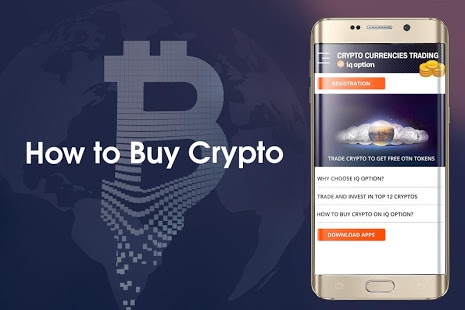 How to Buy Crypto
CRYPTO CURRENCIES TRADING
iq option
REGISTRATION
TRADE CRYPTO TO GET FREE OTN TOKENS
WHY CHOOSE IQ OPTION?
TRADE AND INVEST IN TOP 12 CRYPTOS
HOW TO BUY CRYPTO ON IQ OPTION?
DOWNLOAD APPS